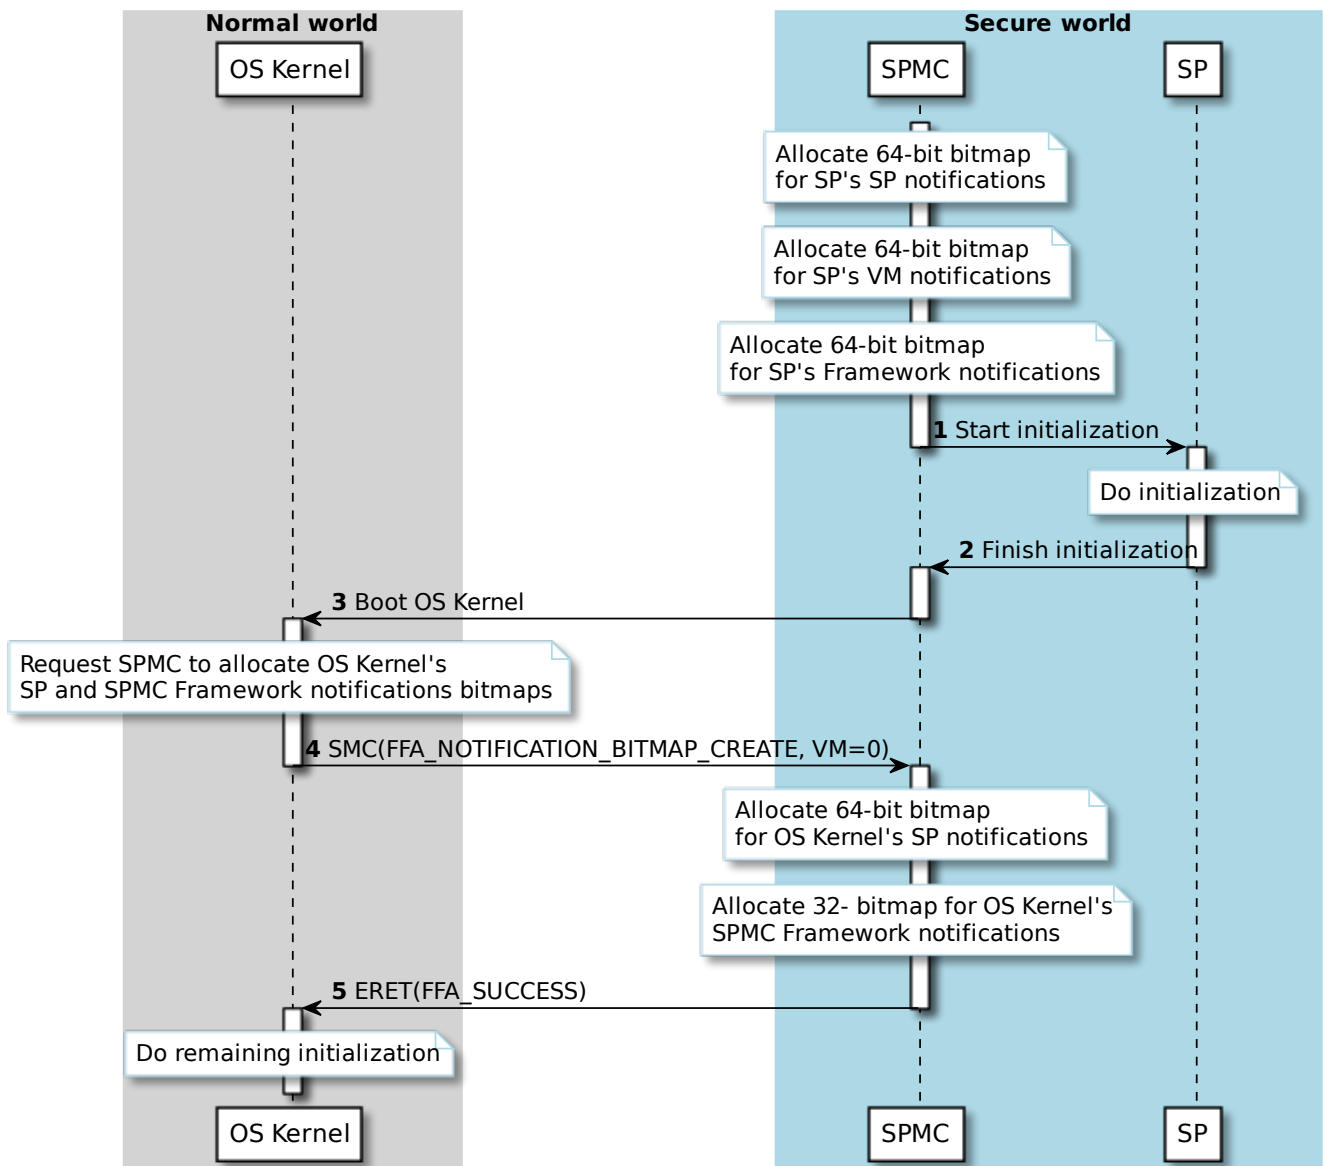 Normal world
Secure world
OS Kernel
SPMC
SP
Allocate 64-bit bitmap
for SP's SP notifications
Allocate 64-bit bitmap
for SP's VM notifications
Allocate 64-bit bitmap
for SP's Framework notifications
1 Start initialization
Do initialization
2 Finish initialization
3 Boot OS Kernel
Request SPMC to allocate OS Kernel's
SP and SPMC Framework notifications bitmaps
4 SMC(FFA_NOTIFICATION_BITMAP_CREATE, VM=0)
Allocate 64-bit bitmap
for OS Kernel's SP notifications
Allocate 32- bitmap for OS Kernel's
SPMC Framework notifications
5 ERET(FFA_SUCCESS)
Do remaining initialization
OS Kernel
SPMC
SP